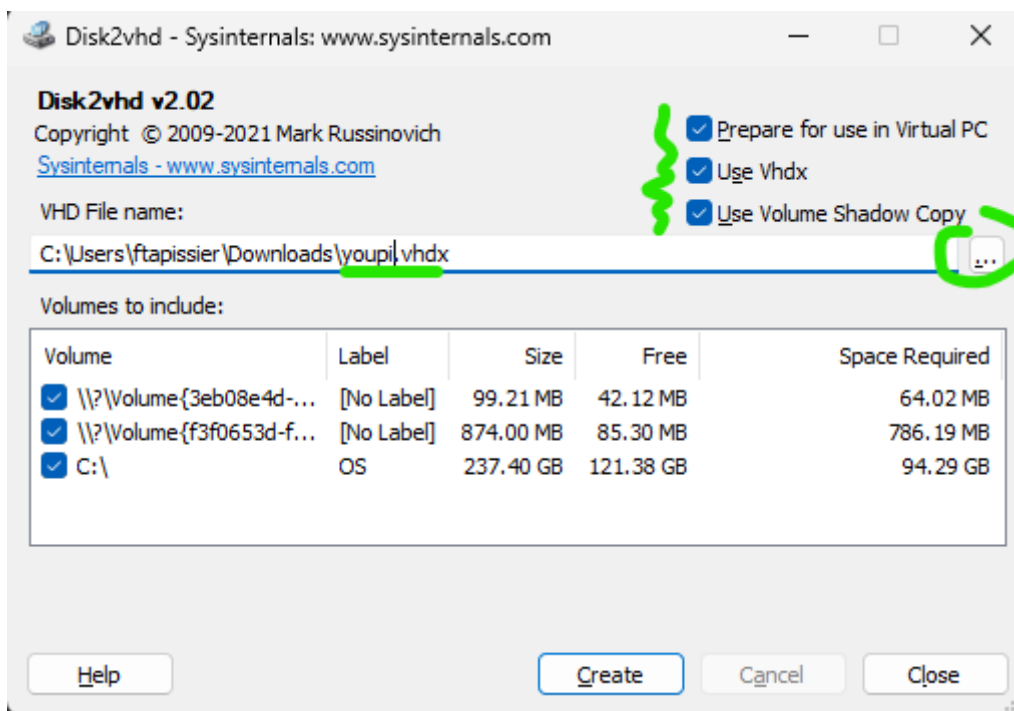 Disk2vhd - Sysinternals: www.sysinternals.com
Disk2vhd v2.02
Copyright © 2009-2021 Mark Russinovich
Sysinternals - www.sysinternals.com
Prepare for use in Virtual PC
Use Vhdx
Use Volume Shadow Copy
VHD File name:
C:\Users\ftapissier\Downloads\youpi.vhdx
...
Volumes to include:
Volume Label Size Free Space Required
\\?\Volume{3eb08e4d-... [No Label] 99.21 MB 42.12 MB 64.02 MB
\\?\Volume{f3f0653d-f... [No Label] 874.00 MB 85.30 MB 786.19 MB
C:\ OS 237.40 GB 121.38 GB 94.29 GB
Help Create Cancel Close